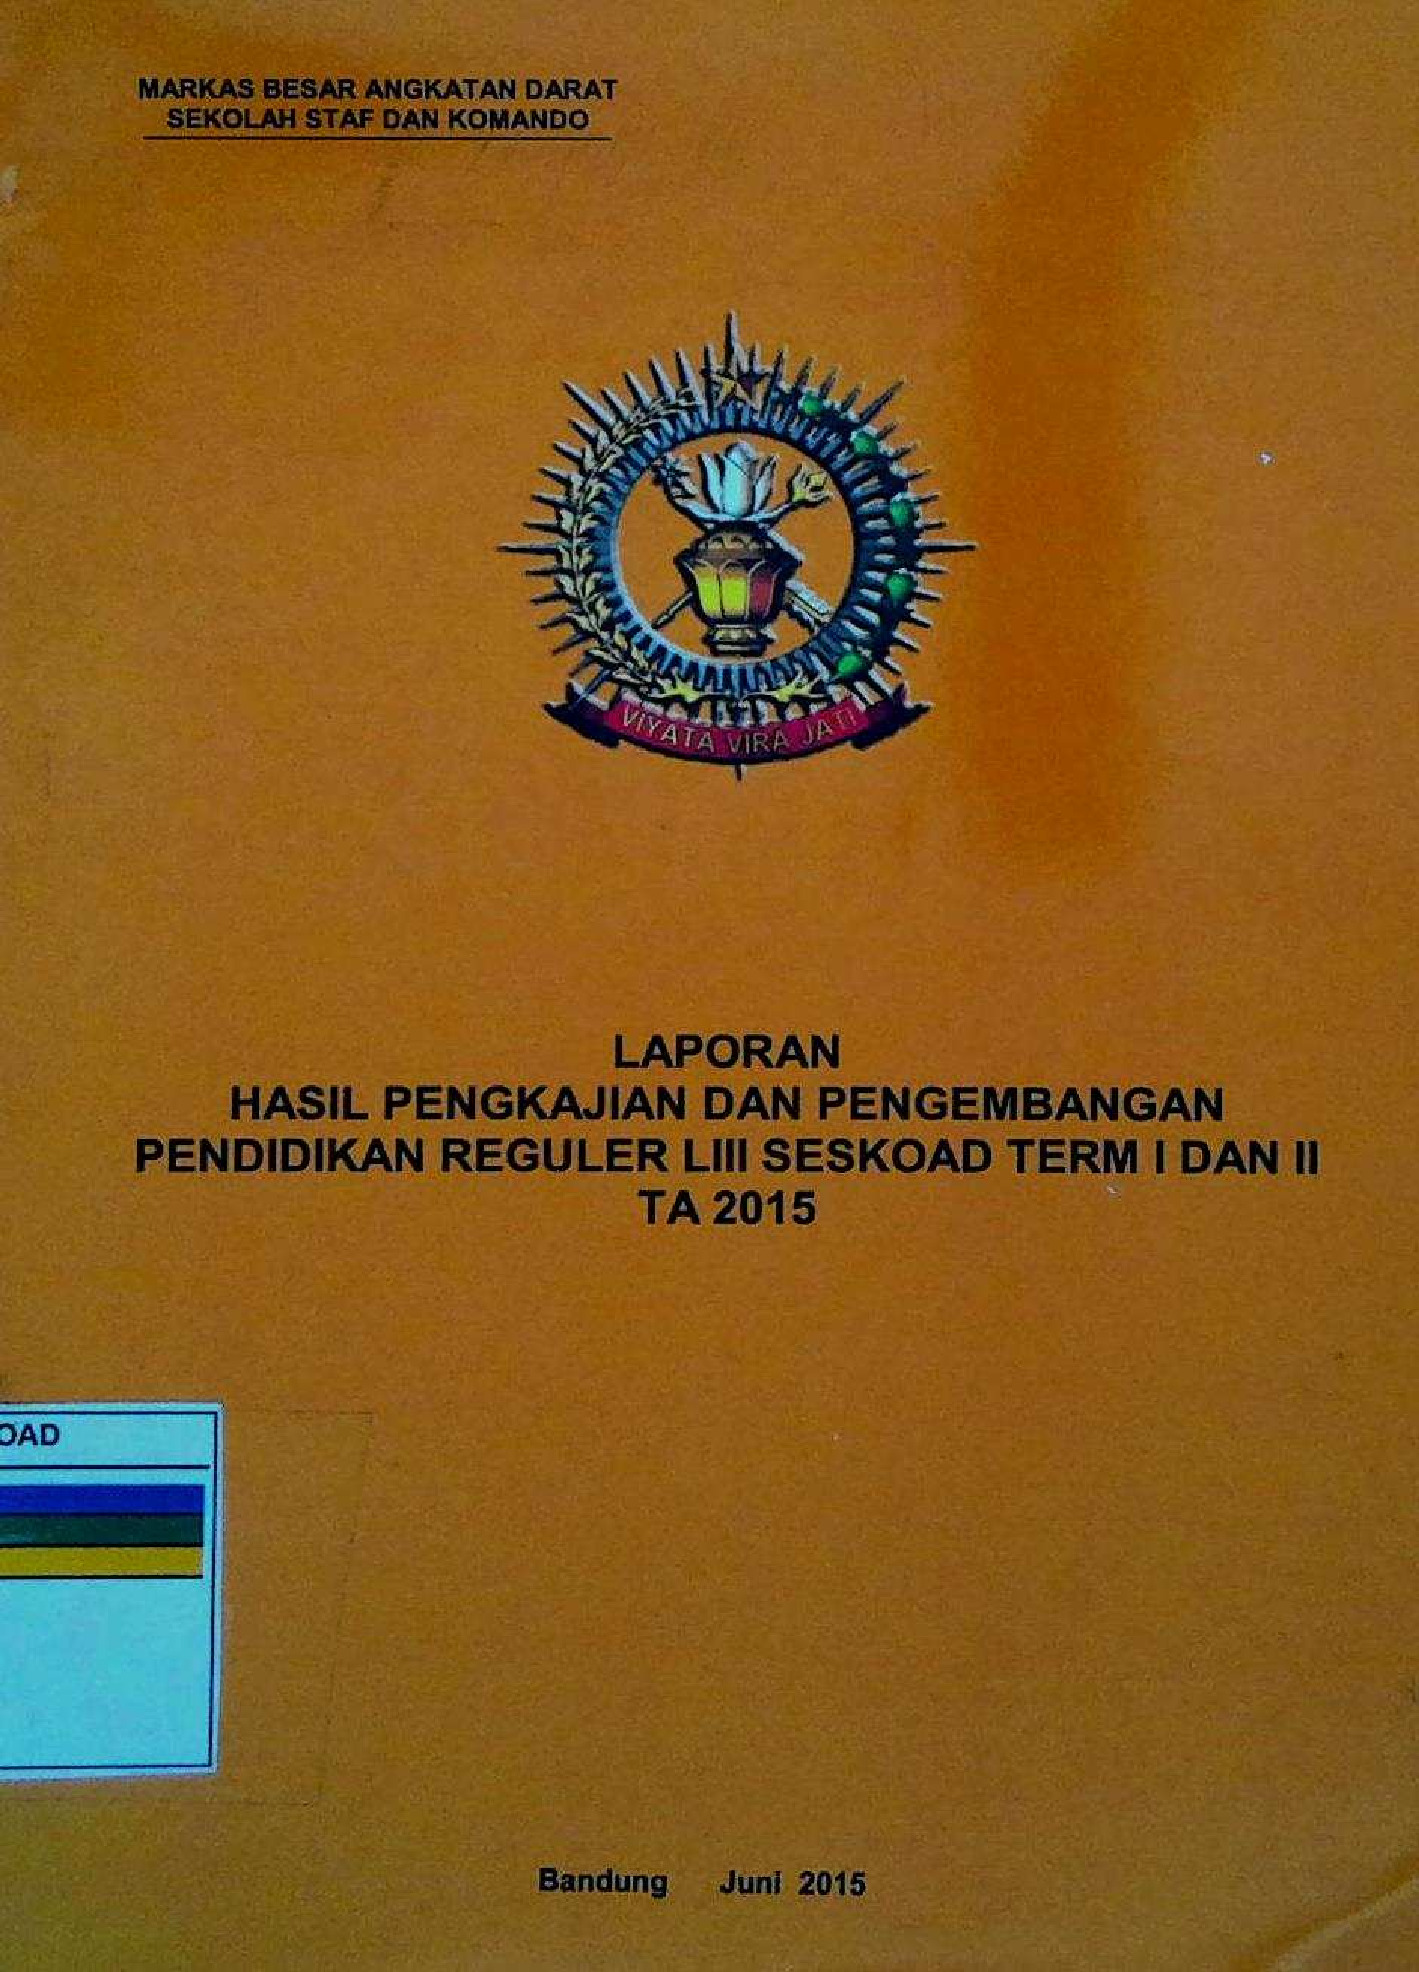 MARKAS BESAR ANGKATAN DARAT
SEKOLAH STAF DAN KOMANDO
VIYATA VIRA JATI
LAPORAN
HASIL PENGKAJIAN DAN PENGEMBANGAN
PENDIDIKAN REGULER LIII SESKOAD TERM I DAN II
TA 2015
OAD
Bandung Juni 2015